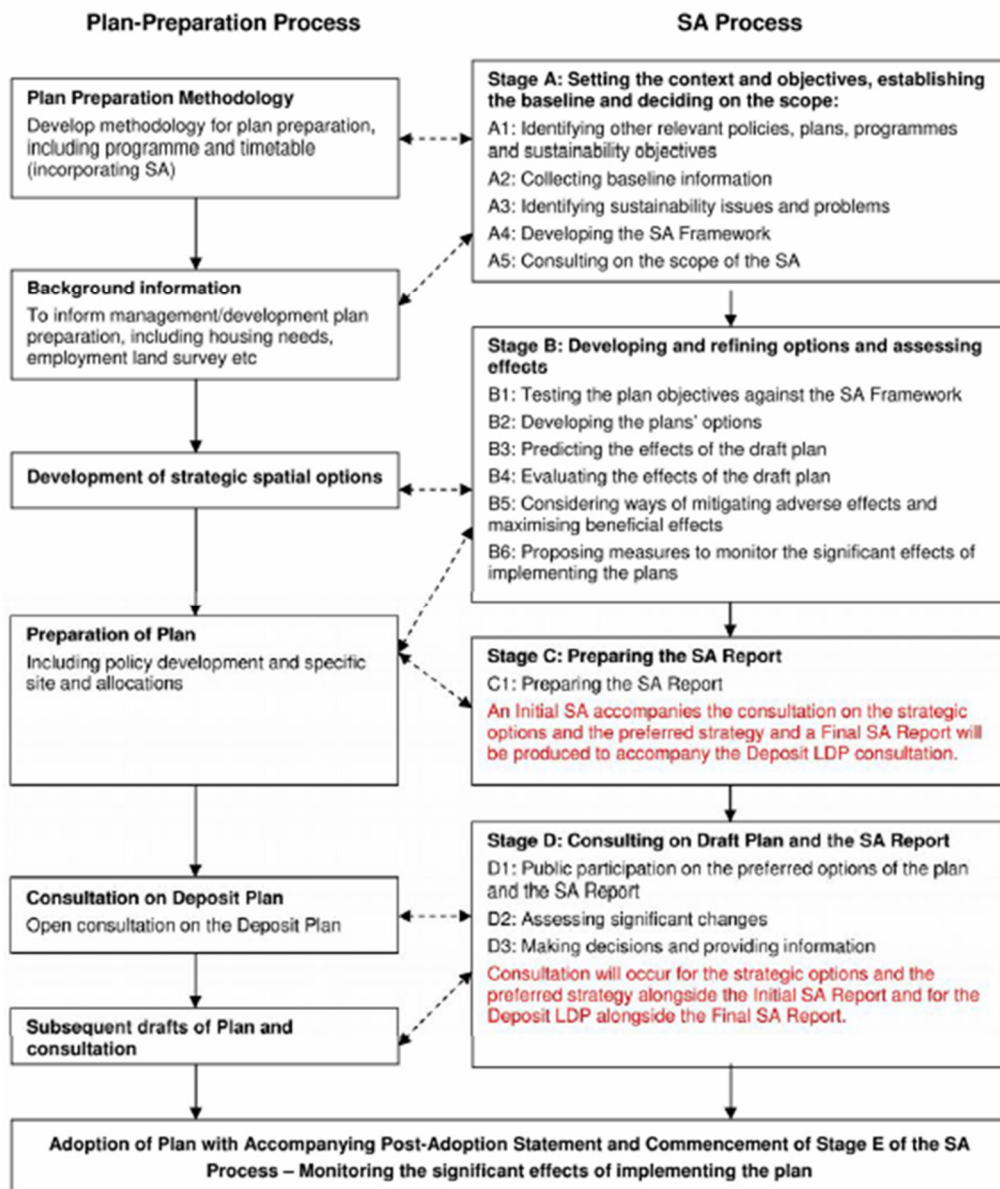 Plan-Preparation Process
SA Process
Plan Preparation Methodology
Develop methodology for plan preparation,
including programme and timetable
(incorporating SA)
Background information
To inform management/development plan
preparation, including housing needs,
employment land survey etc
Development of strategic spatial options
Preparation of Plan
Including policy development and specific
site and allocations
Consultation on Deposit Plan
Open consultation on the Deposit Plan
Subsequent drafts of Plan and
consultation
Stage A: Setting the context and objectives, establishing
the baseline and deciding on the scope:
A1: Identifying other relevant policies, plans, programmes
and sustainability objectives
A2: Collecting baseline information
A3: Identifying sustainability issues and problems
A4: Developing the SA Framework
A5: Consulting on the scope of the SA
Stage B: Developing and refining options and assessing
effects
B1: Testing the plan objectives against the SA Framework
B2: Developing the plans' options
B3: Predicting the effects of the draft plan
B4: Evaluating the effects of the draft plan
B5: Considering ways of mitigating adverse effects and
maximising beneficial effects
B6: Proposing measures to monitor the significant effects of
implementing the plans
Stage C: Preparing the SA Report
C1: Preparing the SA Report
An Initial SA accompanies the consultation on the strategic
options and the preferred strategy and a Final SA Report will
be produced to accompany the Deposit LDP consultation.
Stage D: Consulting on Draft Plan and the SA Report
D1: Public participation on the preferred options of the plan
and the SA Report
D2: Assessing significant changes
D3: Making decisions and providing information
Consultation will occur for the strategic options and the
preferred strategy alongside the Initial SA Report and for the
Deposit LDP alongside the Final SA Report.
Adoption of Plan with Accompanying Post-Adoption Statement and Commencement of Stage E of the SA
Process – Monitoring the significant effects of implementing the plan